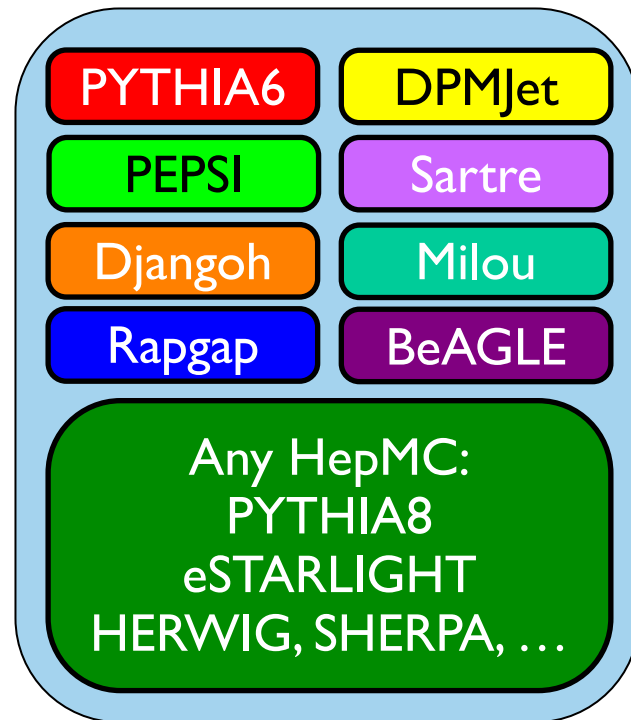 PYTHIA6
DPMJet
PEPSI
Sartre
Djangoh
Milou
Rapgap
BeAGLE
Any HepMC:
PYTHIA8
eSTARLIGHT
HERWIG, SHERPA, …